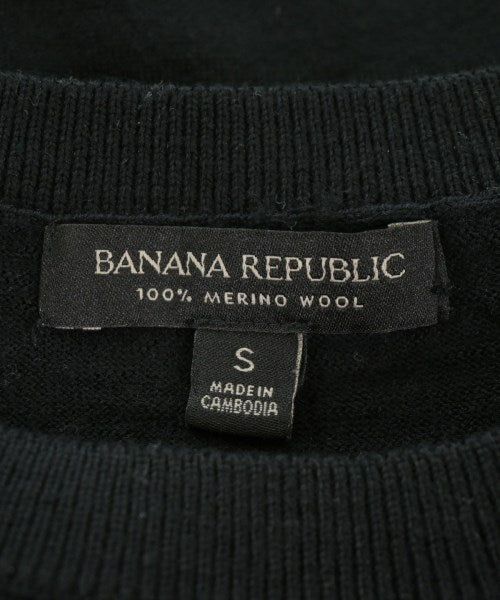 BANANA REPUBLIC
100% MERINO WOOL
S
MADE IN
CAMBODIA